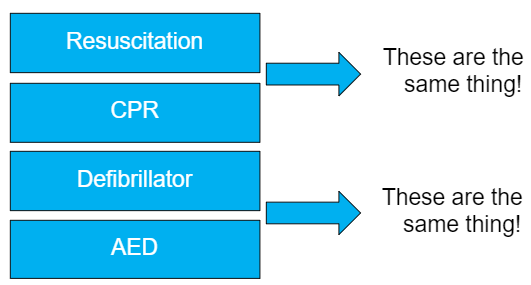 Resuscitation
CPR
These are the
same thing!
Defibrillator
AED
These are the
same thing!